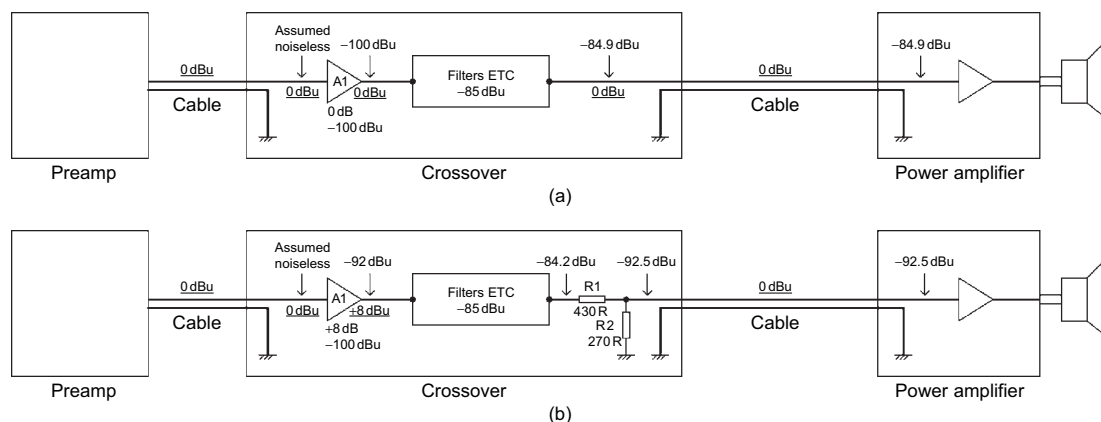 Assumed
noiseless
−100 dBu
−84.9 dBu
−84.9 dBu
0 dBu
0 dBu
A1
0 dBu
Filters ETC
−85 dBu
0 dBu
0 dBu
Cable
0 dB
−100 dBu
Cable
Preamp
Crossover
Power amplifier
(a)
Assumed
noiseless
−92 dBu
−84.2 dBu
−92.5 dBu
−92.5 dBu
0 dBu
0 dBu
A1
+8 dBu
Filters ETC
−85 dBu
R1
430 R
R2
270 R
0 dBu
Cable
+8 dB
−100 dBu
Cable
Preamp
Crossover
Power amplifier
(b)